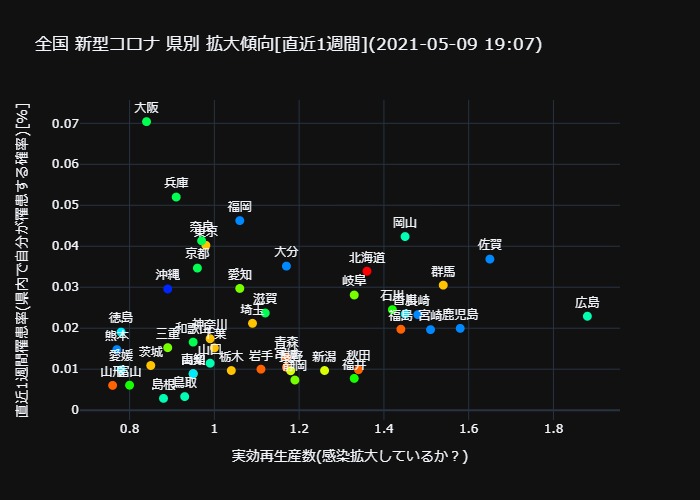 全国 新型コロナ 県別 拡大傾向[直近1週間](2021-05-09 19:07)
直近1週間罹患率(県内で自分が罹患する確率)[%]
0.07
0.06
0.05
0.04
0.03
0.02
0.01
0
大阪
兵庫
福岡
奈良
東京
岡山
佐賀
京都
大分
北海道
沖縄
愛知
岐阜
群馬
滋賀
石川
広島
徳島
埼玉
神奈川
福島
宮崎
鹿児島
熊本
三重
和歌山
千葉
愛媛
茨城
山口
栃木
岩手
青森
新潟
秋田
福井
山形
富山
島根
鳥取
0.8
1
1.2
1.4
1.6
1.8
実効再生産数(感染拡大しているか？)